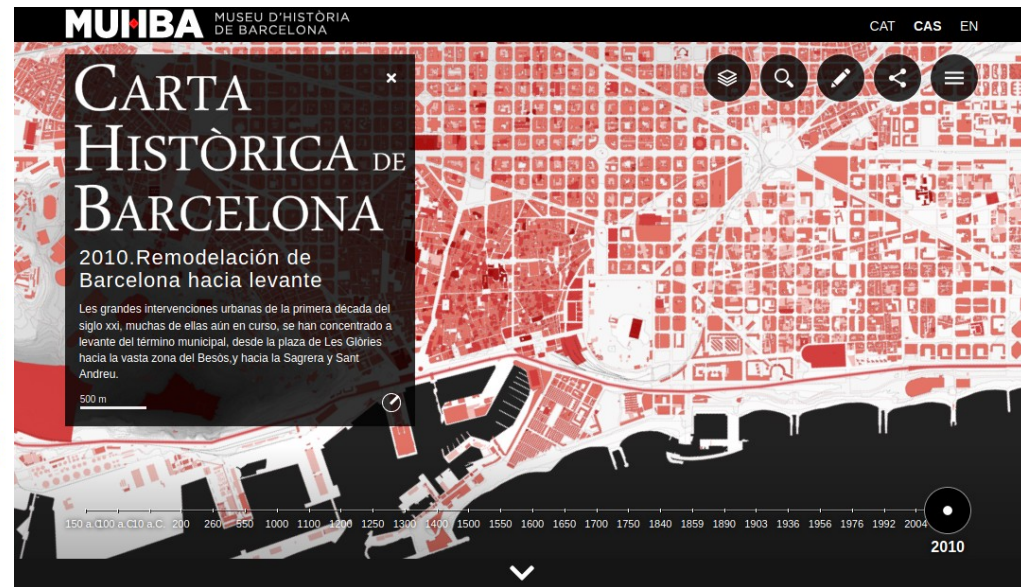 MUHBA
MUSEU D'HISTÒRIA
DE BARCELONA
CAT CAS EN
CARTA
HISTÒRICA DE
BARCELONA
2010.Remodelación de
Barcelona hacia levante
Les grandes intervenciones urbanas de la primera década del
siglo xxi, muchas de ellas aún en curso, se han concentrado a
levante del término municipal, desde la plaza de Les Glòries
hacia la vasta zona del Besòs,y hacia la Sagrera y Sant
Andreu.
500 m
150 a.C. 100 a.C. 10 a.C. 200 260 550 1000 1100 1200 1250 1300 1400 1500 1550 1600 1650 1700 1750 1840 1859 1890 1903 1936 1956 1976 1992 2004
2010